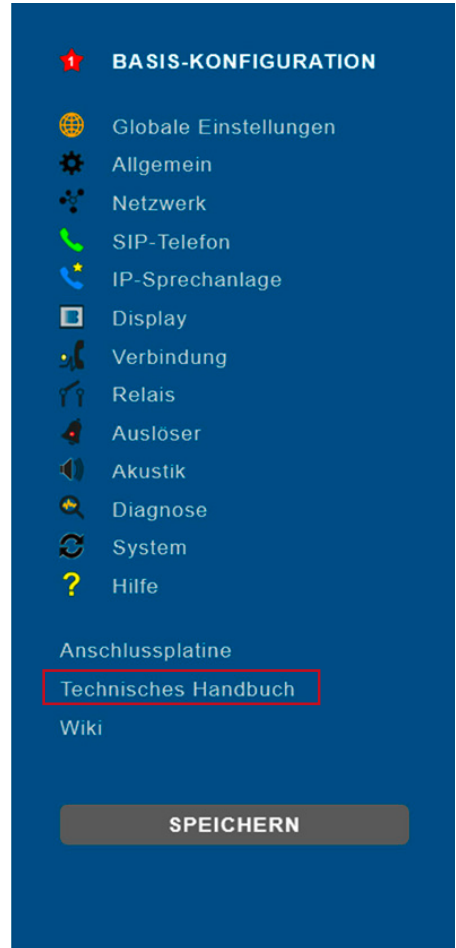 1 BASIS-KONFIGURATION
Globale Einstellungen
Allgemein
Netzwerk
SIP-Telefon
IP-Sprechanlage
Display
Verbindung
Relais
Auslöser
Akustik
Diagnose
System
? Hilfe
Anschlussplatine
Technisches Handbuch
Wiki
SPEICHERN